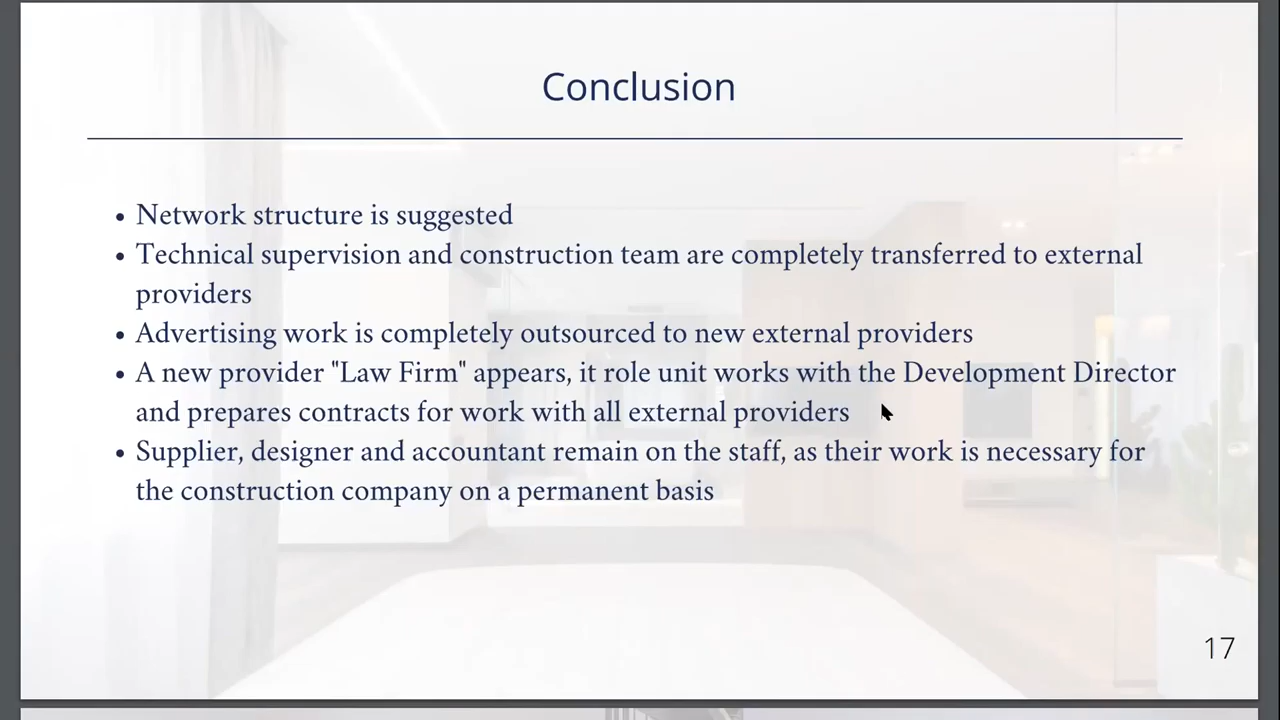 Conclusion
• Network structure is suggested
• Technical supervision and construction team are completely transferred to external
providers
• Advertising work is completely outsourced to new external providers
• A new provider "Law Firm" appears, it role unit works with the Development Director
and prepares contracts for work with all external providers
• Supplier, designer and accountant remain on the staff, as their work is necessary for
the construction company on a permanent basis
17